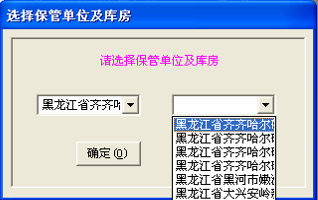 选择保管单位及库房
请选择保管单位及库房
黑龙江省齐齐
确定(O)
黑龙江省齐齐哈尔
黑龙江省齐齐哈尔
黑龙江省齐齐哈尔
黑龙江省齐齐哈尔
黑龙江省黑河市嫩
黑龙江省大兴安岭